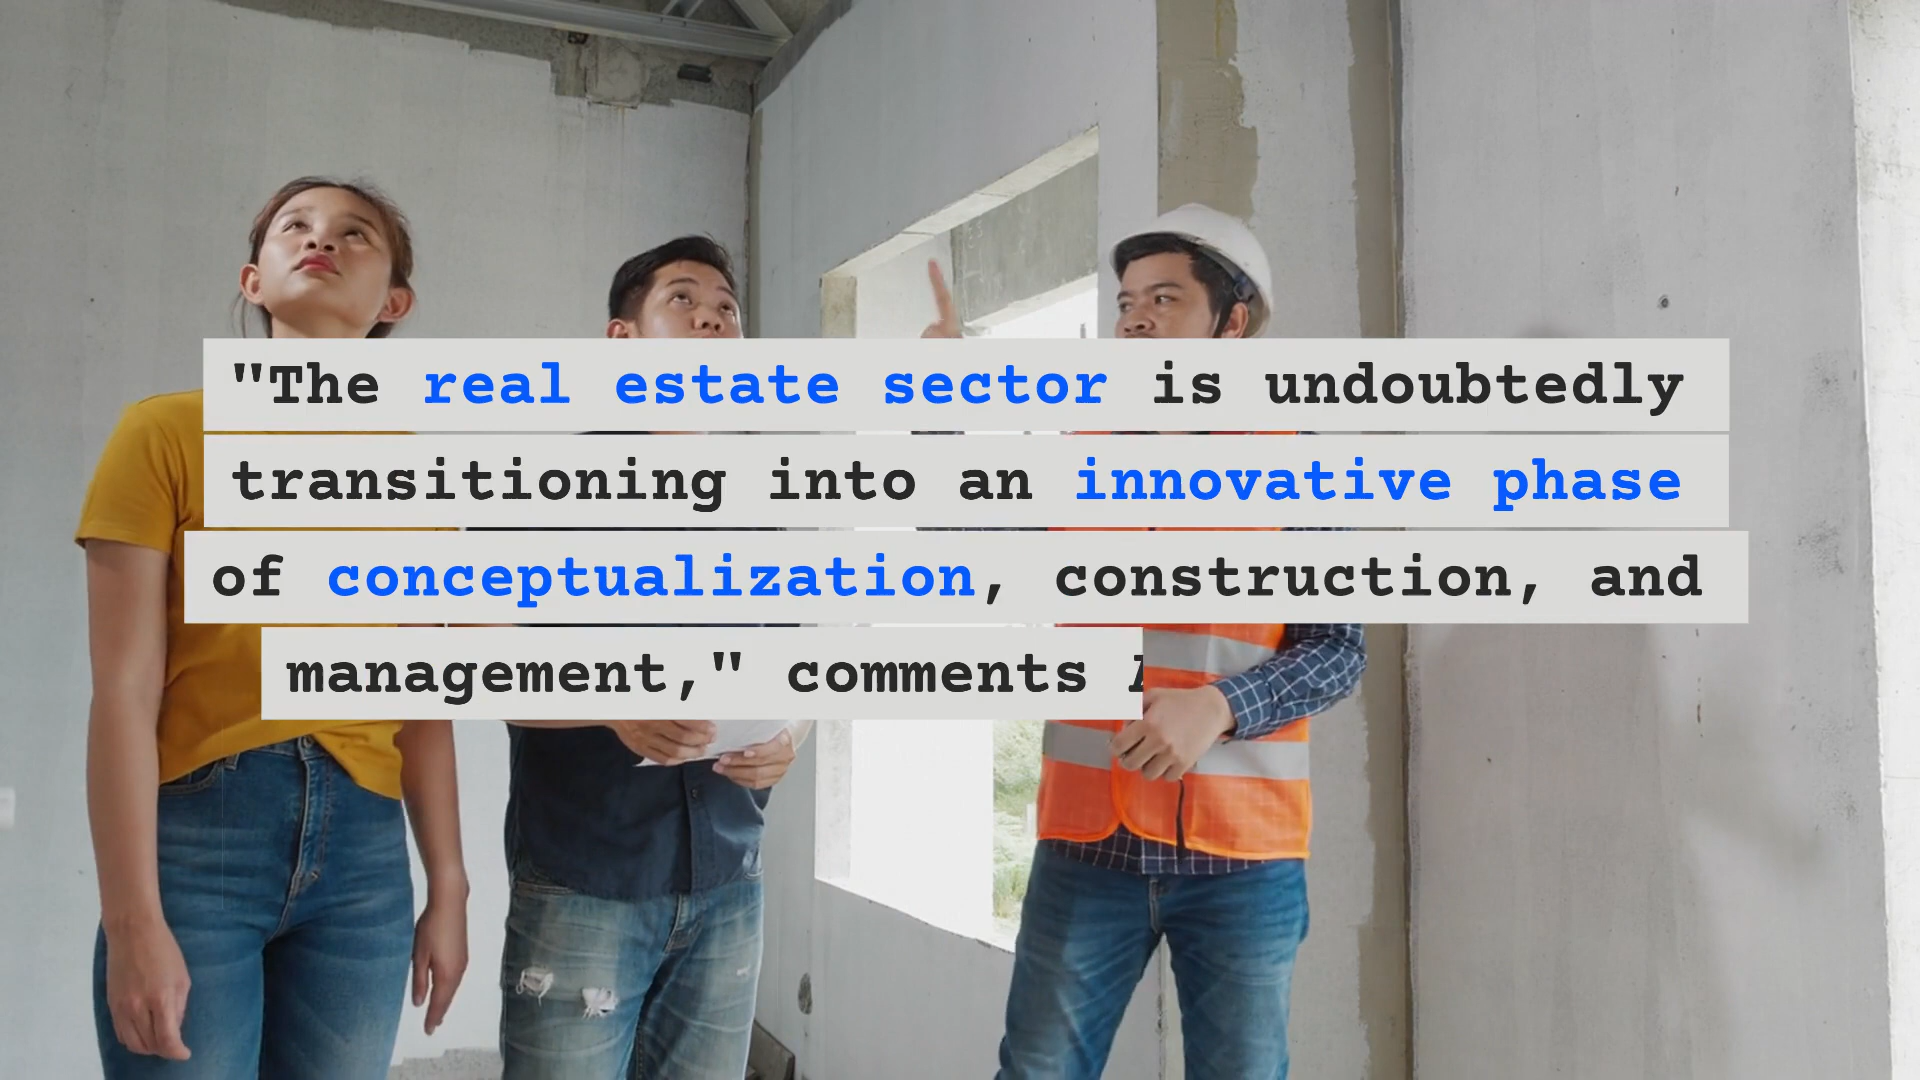 "The real estate sector is undoubtedly
transitioning into an innovative phase
of conceptualization, construction, and
management," comments